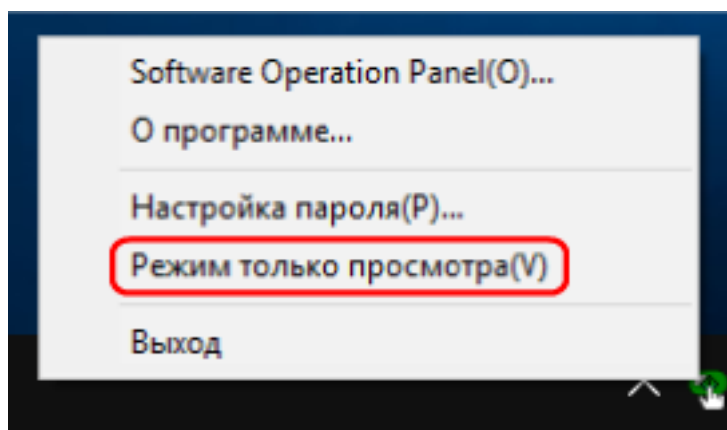 Software Operation Panel(O)...
О программе...
Настройка пароля(P)...
Режим только просмотра(V)
Выход